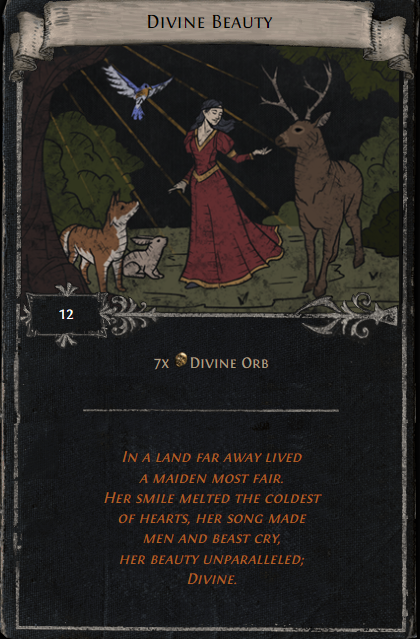 Divine Beauty
12
7x Divine Orb
In a land far away lived
a maiden most fair.
Her smile melted the coldest
of hearts, her song made
men and beast cry,
her beauty unparalleled;
Divine.